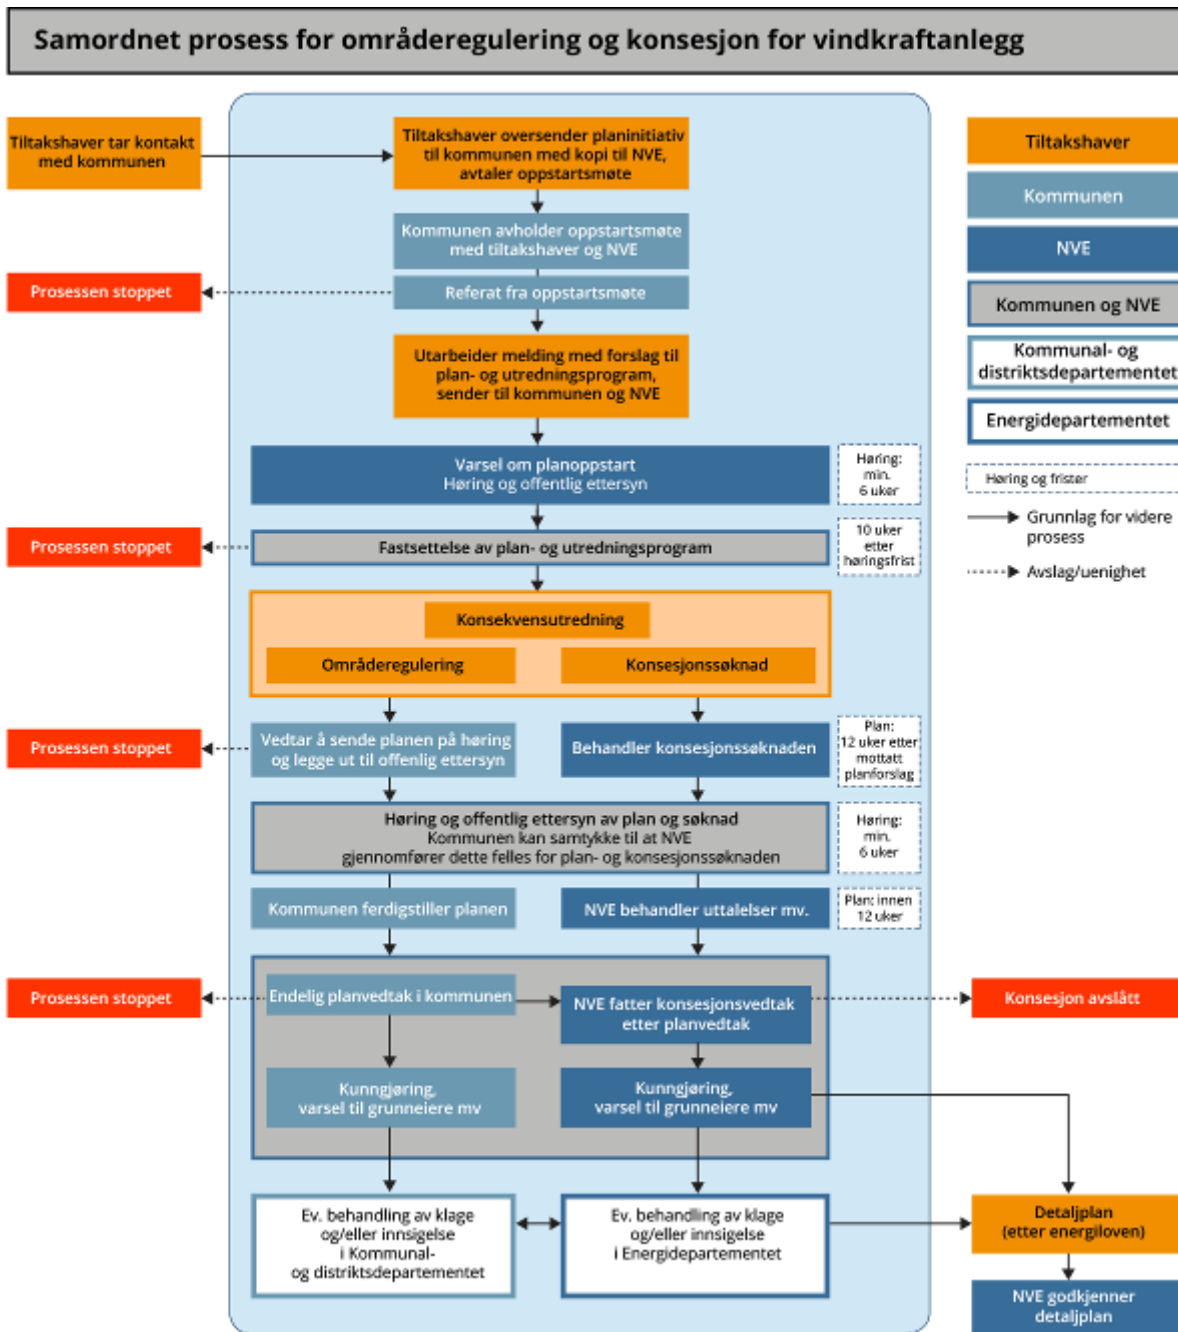 Samordnet prosess for områderegulering og konsesjon for vindkraftanlegg
Tiltakshaver tar kontakt
med kommunen
Tiltakshaver oversender planinitiativ
til kommunen med kopi til NVE,
avtaler oppstartsmøte
Kommunen avholder oppstartsmøte
med tiltakshaver og NVE
Prosessen stoppet
Referat fra oppstartsmøte
Utarbeider melding med forslag til
plan- og utredningsprogram,
sender til kommunen og NVE
Varsel om planoppstart
Høring og offentlig ettersyn
Høring:
min.
6 uker
Prosessen stoppet
Fastsettelse av plan- og utredningsprogram
10 uker
etter
høringsfrist
Konsekvensutredning
Områderegulering
Konsesjonssøknad
Prosessen stoppet
Vedtar å sende planen på høring
og legge ut til offenlig ettersyn
Behandler konsesjonssøknaden
Plan:
12 uker etter
mottatt
planforslag
Høring og offentlig ettersyn av plan og søknad
Kommunen kan samtykke til at NVE
gjennomfører dette felles for plan- og konsesjonssøknaden
Høring:
min.
6 uker
Kommunen ferdigstiller planen
NVE behandler uttalelser mv.
Plan: innen
12 uker
Prosessen stoppet
Endelig planvedtak i kommunen
NVE fatter konsesjonsvedtak
etter planvedtak
Konsesjon avslått
Kunngjøring,
varsel til grunneiere mv
Kunngjøring,
varsel til grunneiere mv
Ev. behandling av klage
og/eller innsigelse
i Kommunal-
og distriktsdepartementet
Ev. behandling av klage
og/eller innsigelse
i Energidepartementet
Detaljplan
(etter energiloven)
NVE godkjenner
detaljplan
Tiltakshaver
Kommunen
NVE
Kommunen og NVE
Kommunal- og
distriktsdepartementet
Energidepartementet
Høring og frister
Grunnlag for videre
prosess
Avslag/uenighet